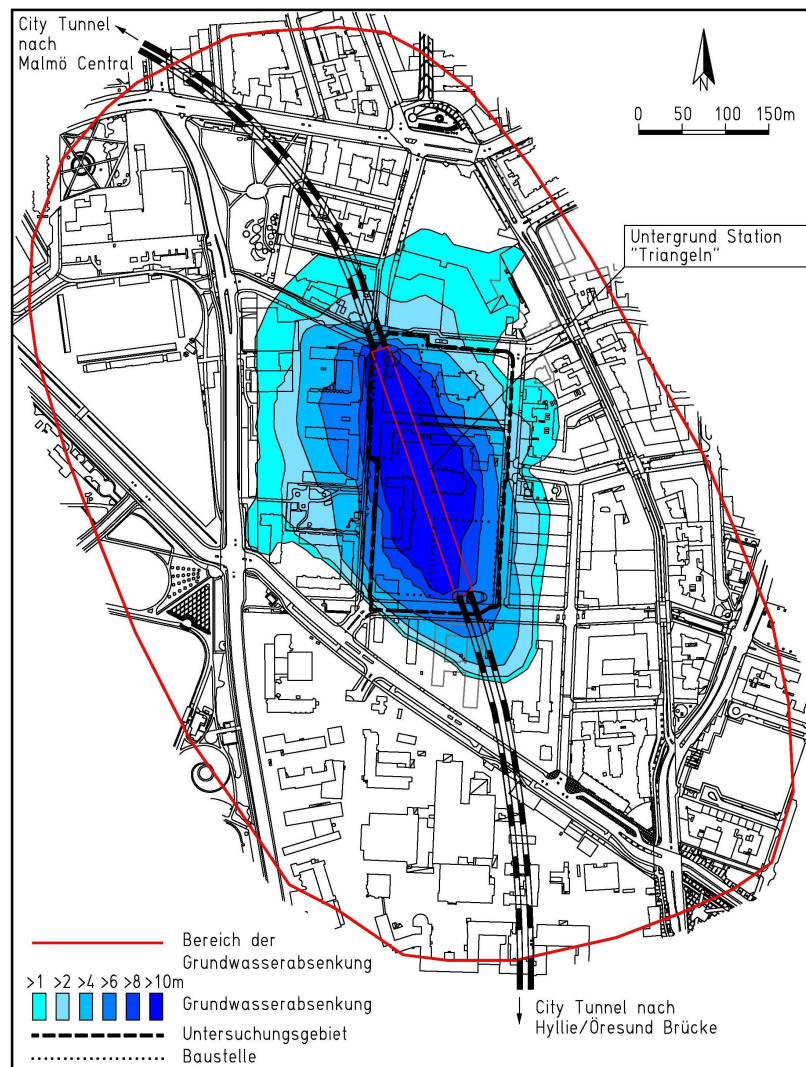 City Tunnel
nach
Malmö Central
N
0 50 100 150m
Untergrund Station
"Triangeln"
Bereich der
Grundwasserabsenkung
>1 >2 >4 >6 >8 >10m
Grundwasserabsenkung
Untersuchungsgebiet
Baustelle
City Tunnel nach
Hyllie/Öresund Brücke